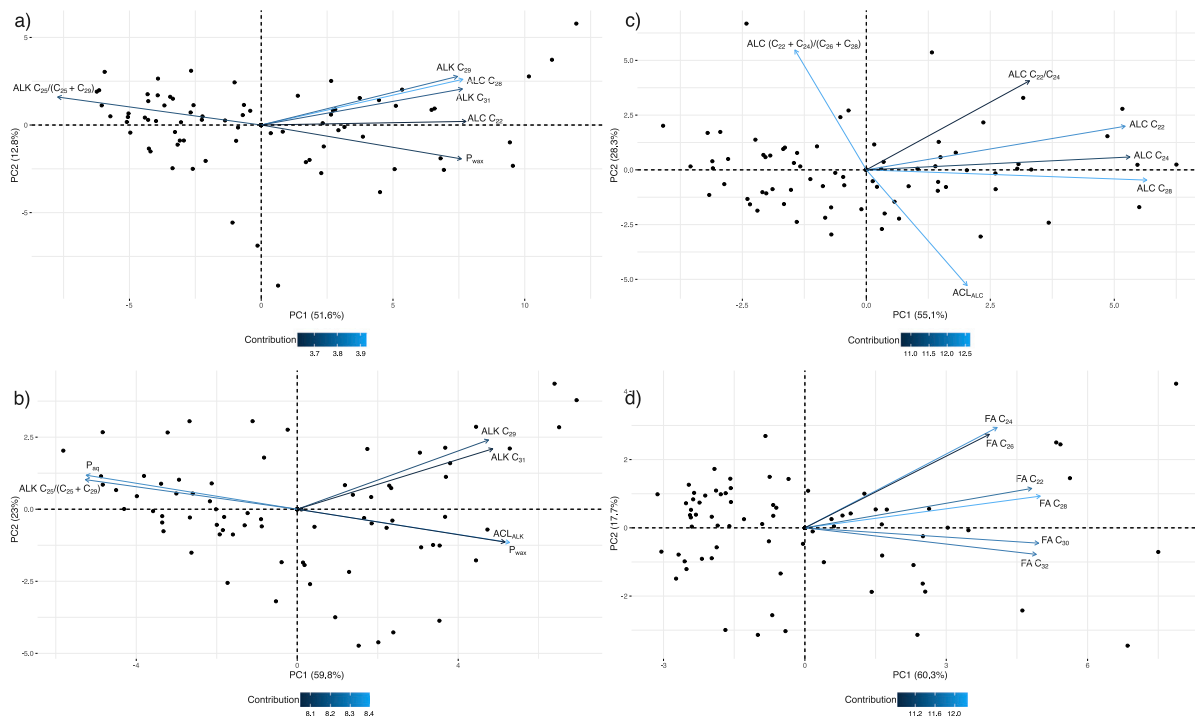 a)
5
0
-5
PC2 (12.8%)
ALK C29
ALC C28
ALK C31
ALC C22
Pwax
ALK C25/(C25 + C29)
-5
0
5
10
PC1 (51.6%)
Contribution
3.7
3.8
3.9
c)
5.0
2.5
0.0
-2.5
-5.0
PC2 (28.3%)
ALC (C22 + C24)/(C26 + C28)
ALC C22/C24
ALC C22
ALC C24
ALC C28
ACLALC
-2.5
0.0
2.5
5.0
PC1 (55.1%)
Contribution
11.0
11.5
12.0
12.5
b)
5.0
2.5
0.0
-2.5
-5.0
PC2 (23%)
ALK C29
ALK C31
Paq
ALK C25/(C25 + C29)
ACLALK
Pwax
-4
0
4
PC1 (59.8%)
Contribution
8.1
8.2
8.3
8.4
d)
4
2
0
-2
PC2 (17.7%)
FA C24
FA C26
FA C22
FA C28
FA C30
FA C32
-3
0
3
6
PC1 (60.3%)
Contribution
11.2
11.6
12.0